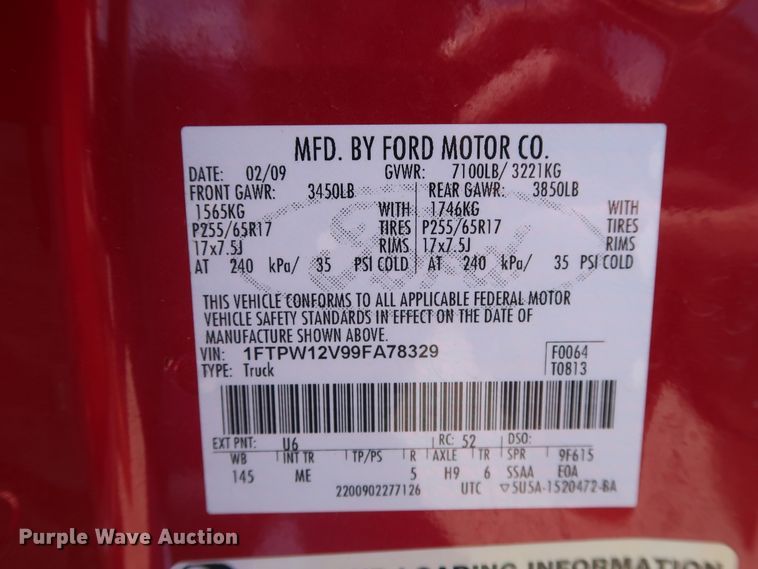 MFD. BY FORD MOTOR CO.
DATE: 02/09 GVWR: 7100LB/ 3221KG
FRONT GAWR: 3450LB REAR GAWR: 3850LB
1565KG WITH 1746KG WITH
P255/65R17 TIRES P255/65R17 TIRES
17x7.5J RIMS 17x7.5J RIMS
AT 240 kPa/ 35 PSI COLD AT 240 kPa/ 35 PSI COLD
THIS VEHICLE CONFORMS TO ALL APPLICABLE FEDERAL MOTOR
VEHICLE SAFETY STANDARDS IN EFFECT ON THE DATE OF
MANUFACTURE SHOWN ABOVE.
VIN: 1FTPW12V99FA78329 F0064
TYPE: Truck T0813
EXT PNT: U6 RC: 52 DSO:
WB INT TR TP/PS R AXLE TR SPR 9F615
145 ME 5 H9 6 SSAA E0A
2200902277126 UTC ▽5U5A-1520472-BA
LOADING INFORMATION
Purple Wave Auction